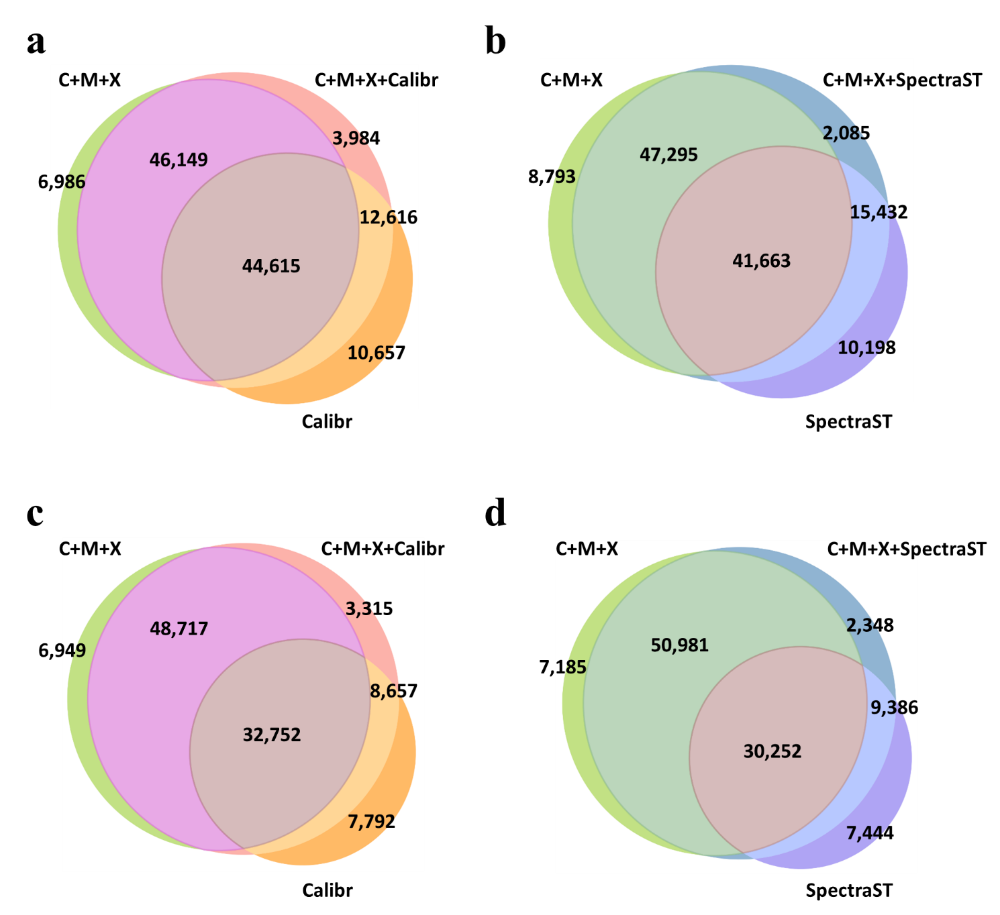 a
C+M+X
C+M+X+Calibr
3,984
46,149
6,986
12,616
44,615
10,657
Calibr
b
C+M+X
C+M+X+SpectraST
2,085
47,295
8,793
15,432
41,663
10,198
SpectraST
c
C+M+X
C+M+X+Calibr
3,315
48,717
6,949
8,657
32,752
7,792
Calibr
d
C+M+X
C+M+X+SpectraST
2,348
50,981
7,185
9,386
30,252
7,444
SpectraST